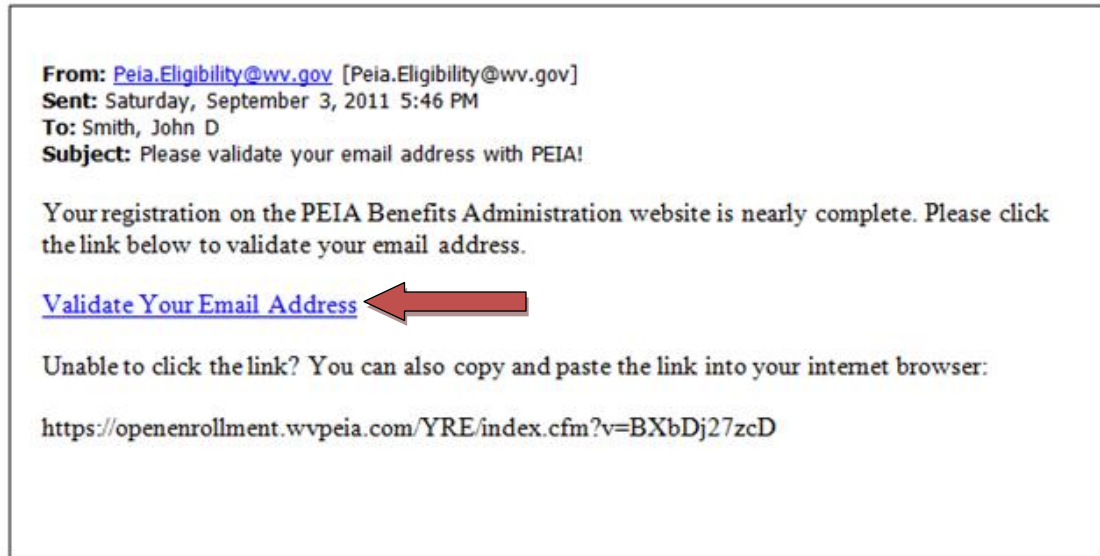 From: Peia.Eligibility@wv.gov [Peia.Eligibility@wv.gov]
Sent: Saturday, September 3, 2011 5:46 PM
To: Smith, John D
Subject: Please validate your email address with PEIA!
Your registration on the PEIA Benefits Administration website is nearly complete. Please click
the link below to validate your email address.
Validate Your Email Address
Unable to click the link? You can also copy and paste the link into your internet browser:
https://openenrollment.wvpeia.com/YRE/index.cfm?v=BXbDj27zcD